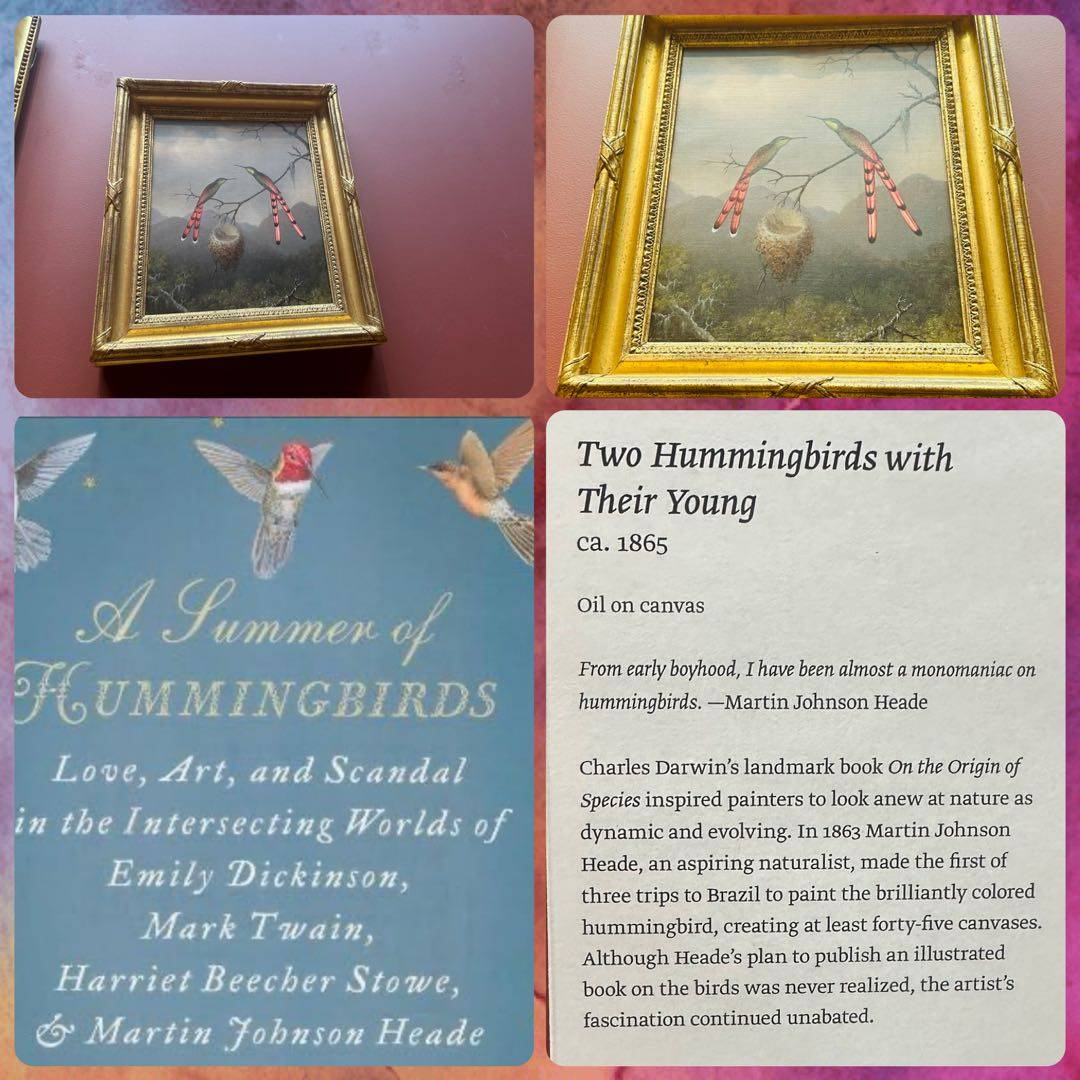 A Summer of
HUMMINGBIRDS
Love, Art, and Scandal
in the Intersecting Worlds of
Emily Dickinson,
Mark Twain,
Harriet Beecher Stowe,
& Martin Johnson Heade
Two Hummingbirds with
Their Young
ca. 1865
Oil on canvas
From early boyhood, I have been almost a monomaniac on
hummingbirds. —Martin Johnson Heade
Charles Darwin’s landmark book On the Origin of
Species inspired painters to look anew at nature as
dynamic and evolving. In 1863 Martin Johnson
Heade, an aspiring naturalist, made the first of
three trips to Brazil to paint the brilliantly colored
hummingbird, creating at least forty-five canvases.
Although Heade’s plan to publish an illustrated
book on the birds was never realized, the artist’s
fascination continued unabated.